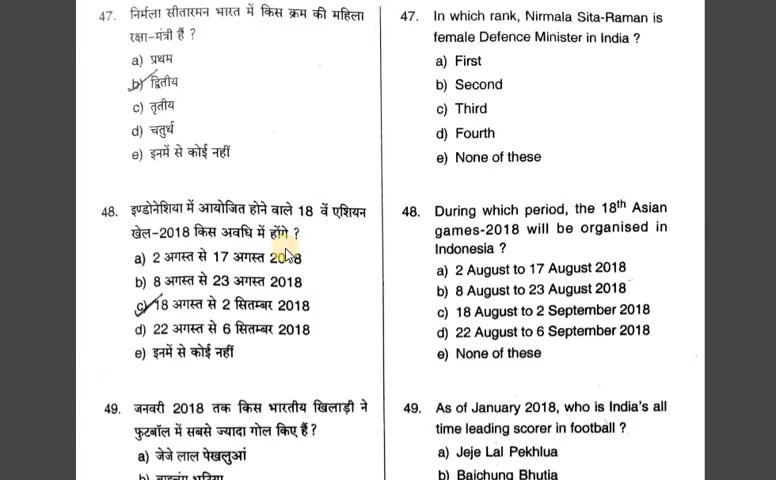 47. निर्मला सीतारमन भारत में किस क्रम की महिला
रक्षा-मंत्री हैं ?
a) प्रथम
b) द्वितीय
c) तृतीय
d) चतुर्थ
e) इनमें से कोई नहीं
48. इण्डोनेशिया में आयोजित होने वाले 18 वें एशियन
खेल-2018 किस अवधि में होंगे ?
a) 2 अगस्त से 17 अगस्त 2018
b) 8 अगस्त से 23 अगस्त 2018
c) 18 अगस्त से 2 सितम्बर 2018
d) 22 अगस्त से 6 सितम्बर 2018
e) इनमें से कोई नहीं
49. जनवरी 2018 तक किस भारतीय खिलाड़ी ने
फुटबॉल में सबसे ज्यादा गोल किए हैं ?
a) जेजे लाल पेखलुआं
b) बाइचुंग भूटिया
47. In which rank, Nirmala Sita-Raman is
female Defence Minister in India ?
a) First
b) Second
c) Third
d) Fourth
e) None of these
48. During which period, the 18th Asian
games-2018 will be organised in
Indonesia ?
a) 2 August to 17 August 2018
b) 8 August to 23 August 2018
c) 18 August to 2 September 2018
d) 22 August to 6 September 2018
e) None of these
49. As of January 2018, who is India's all
time leading scorer in football ?
a) Jeje Lal Pekhlua
b) Baichung Bhutia